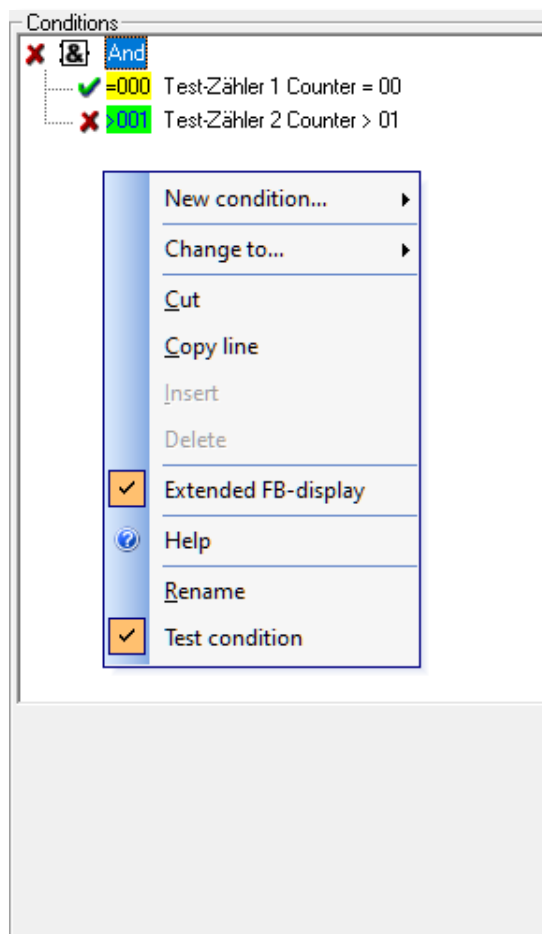 Conditions
& And
=000 Test-Zähler 1 Counter = 00
>001 Test-Zähler 2 Counter > 01
New condition...
Change to...
Cut
Copy line
Insert
Delete
Extended FB-display
? Help
Rename
Test condition